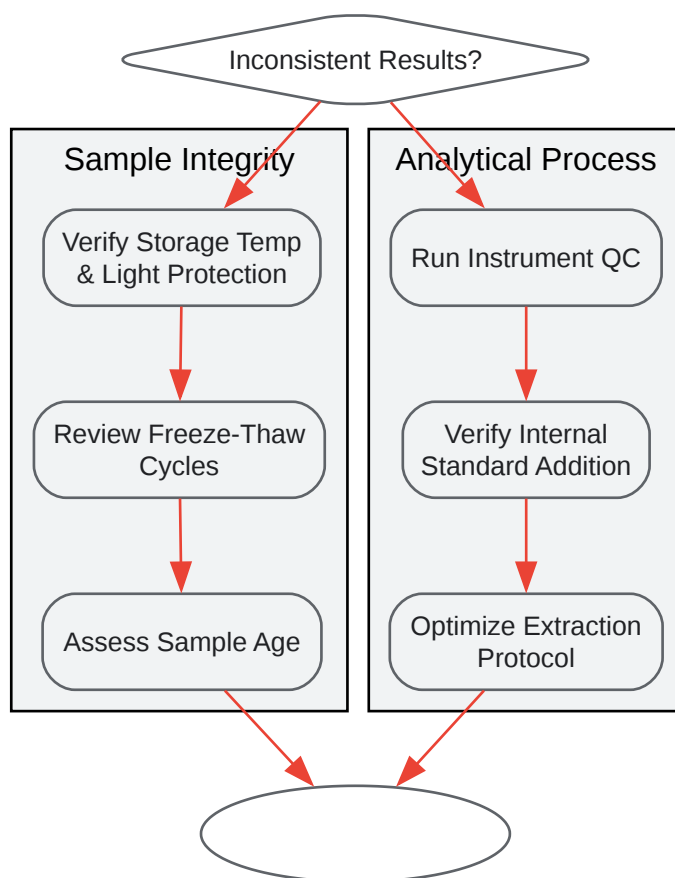 Inconsistent Results?
Sample Integrity
Verify Storage Temp
& Light Protection
Review Freeze-Thaw
Cycles
Assess Sample Age
Analytical Process
Run Instrument QC
Verify Internal
Standard Addition
Optimize Extraction
Protocol